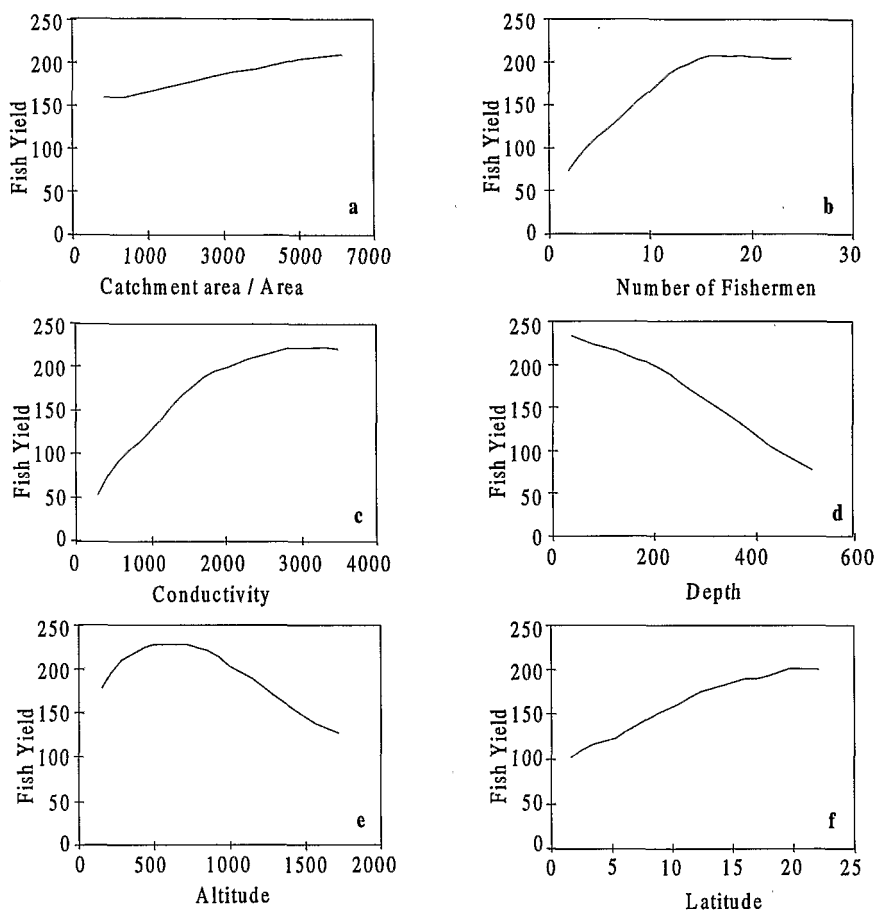 250
200
150
100
50
0
Fish Yield
a
0 1000 3000 5000 7000
Catchment area / Area
250
200
150
100
50
0
Fish Yield
b
0 10 20 30
Number of Fishermen
250
200
150
100
50
0
Fish Yield
c
0 1000 2000 3000 4000
Conductivity
250
200
150
100
50
0
Fish Yield
d
0 200 400 600
Depth
250
200
150
100
50
0
Fish Yield
e
0 500 1000 1500 2000
Altitude
250
200
150
100
50
0
Fish Yield
f
0 5 10 15 20 25
Latitude